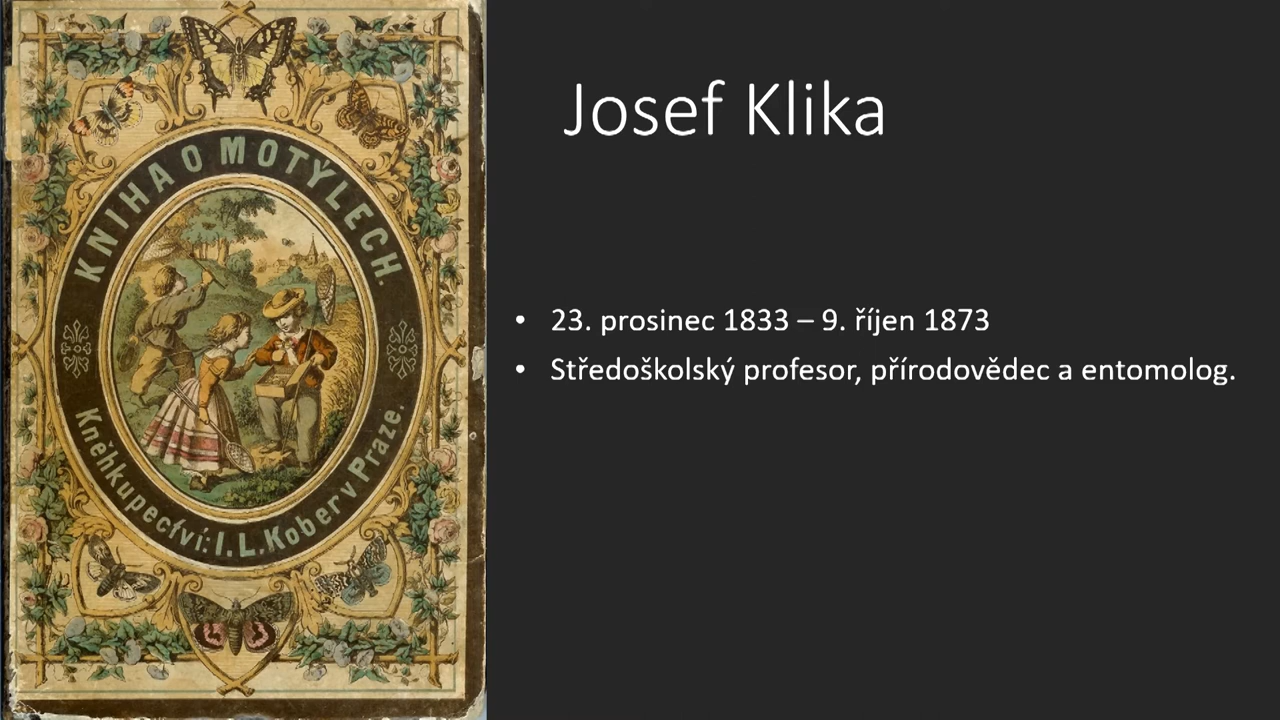 KNIHA O MOTÝLECH.
Kněhkupectví: I. L. Kober v Praze.
Josef Klika
• 23. prosinec 1833 – 9. říjen 1873
• Středoškolský profesor, přírodovědec a entomolog.